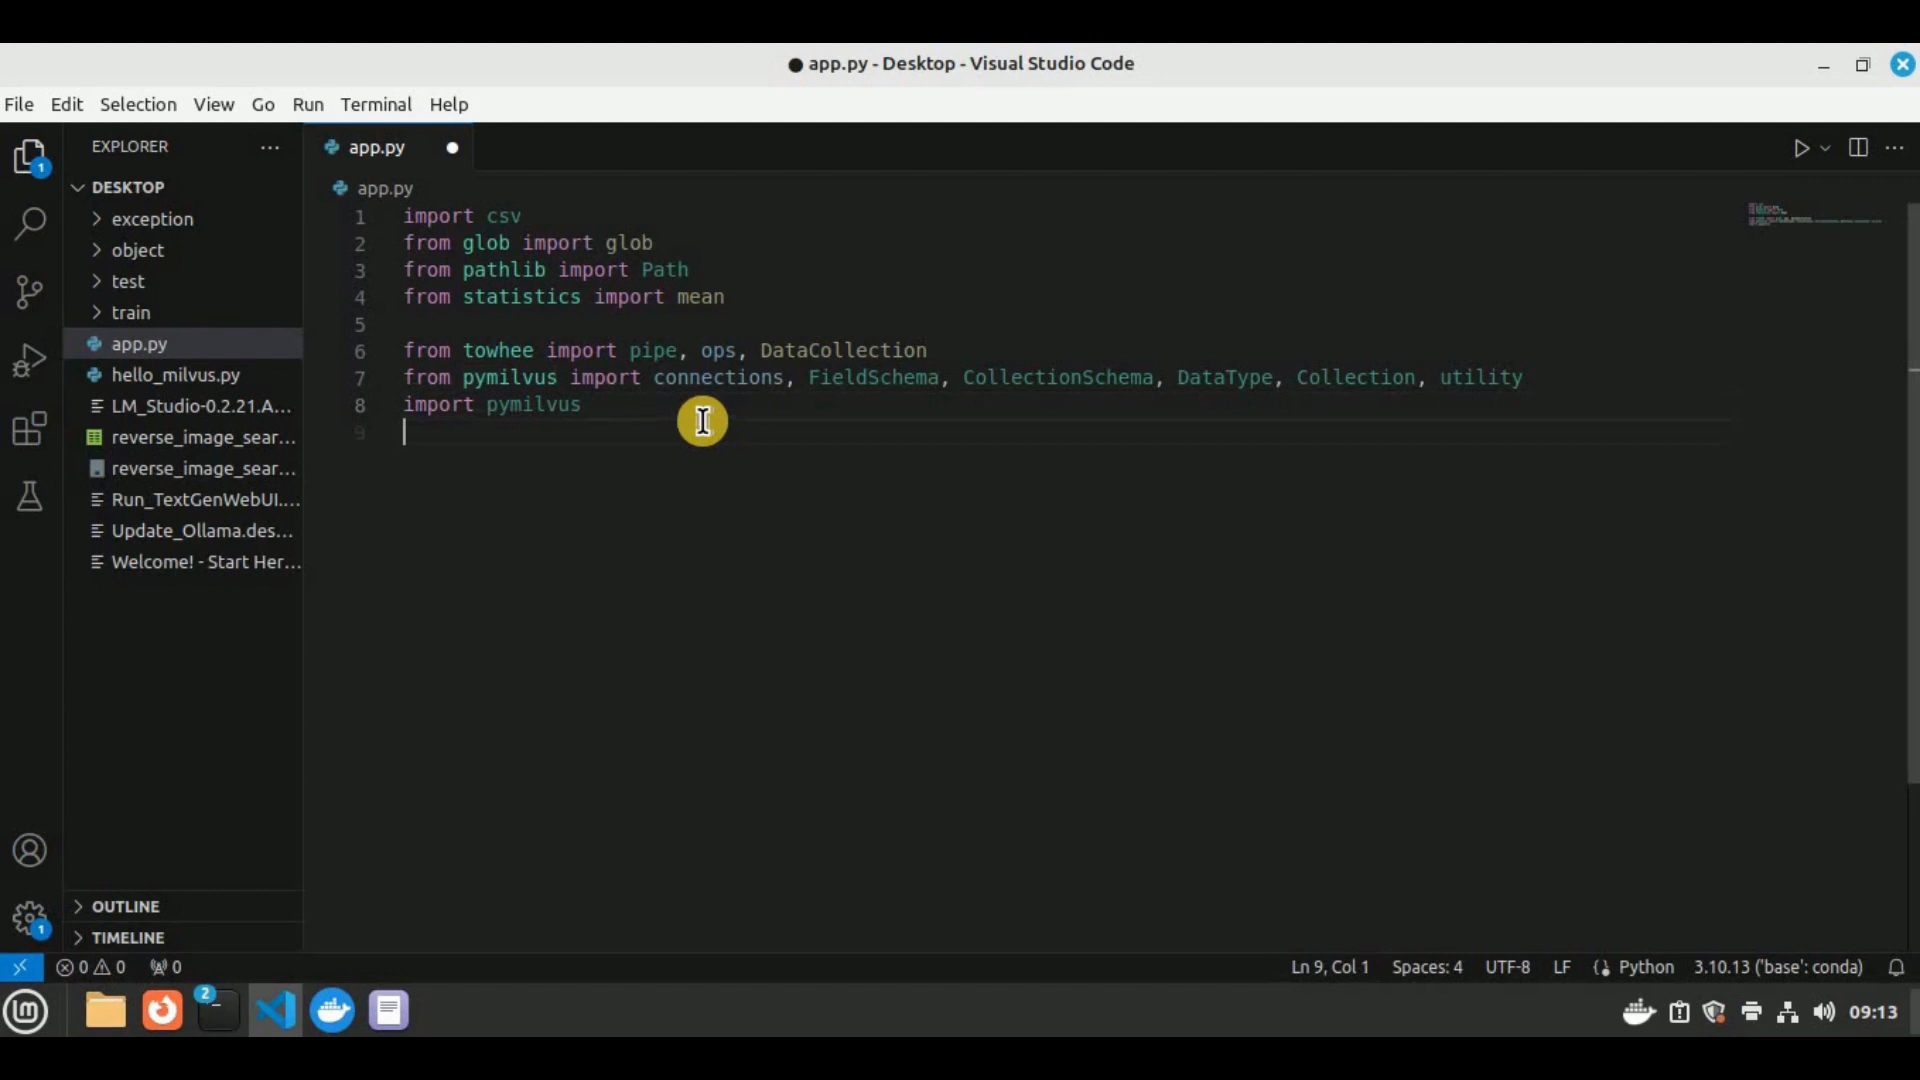 app.py - Desktop - Visual Studio Code
File Edit Selection View Go Run Terminal Help
1
EXPLORER
DESKTOP
exception
object
test
train
app.py
hello_milvus.py
LM_Studio-0.2.21.A...
reverse_image_sear...
reverse_image_sear...
Run_TextGenWebUI....
Update_Ollama.des...
Welcome! - Start Her...
OUTLINE
TIMELINE
1
app.py
app.py
1 import csv
2 from glob import glob
3 from pathlib import Path
4 from statistics import mean
5
6 from towhee import pipe, ops, DataCollection
7 from pymilvus import connections, FieldSchema, CollectionSchema, DataType, Collection, utility
8 import pymilvus
9
0 0 0 Ln 9, Col 1 Spaces: 4 UTF-8 LF Python 3.10.13 ('base': conda)
lm 2 09:13